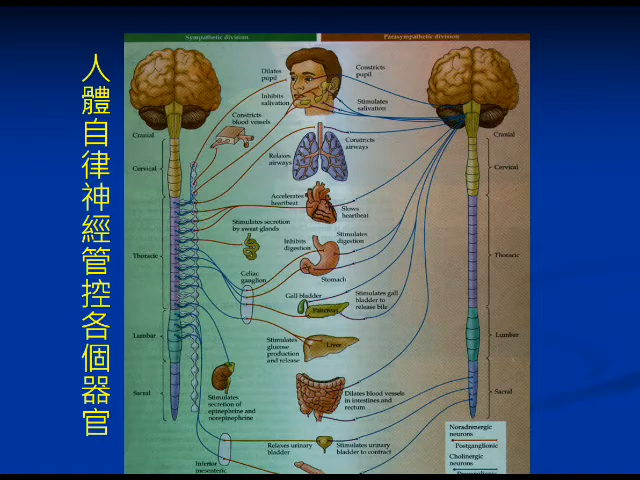 人體自律神經管控各個器官
Sympathetic division
Parasympathetic division
Dilates
pupil
Constricts
pupil
Inhibits
salivation
Stimulates
salivation
Constricts
blood vessels
Cranial
Cranial
Constricts
airways
Relaxes
airways
Cervical
Cervical
Accelerates
heartbeat
Slows
heartbeat
Stimulates secretion
by sweat glands
Stimulates
digestion
Inhibits
digestion
Thoracic
Thoracic
Stomach
Celiac
ganglion
Gall bladder
Stimulates gall
bladder to
release bile
Pancreas
Lumbar
Lumbar
Stimulates
glucose
production
and release
Liver
Sacral
Sacral
Stimulates
secretion of
epinephrine and
norepinephrine
Dilates blood vessels
in intestines and
rectum
Noradrenergic
neurons
Postganglionic
Cholinergic
neurons
Relaxes urinary
bladder
Stimulates urinary
bladder to contract
Inferior
mesenteric